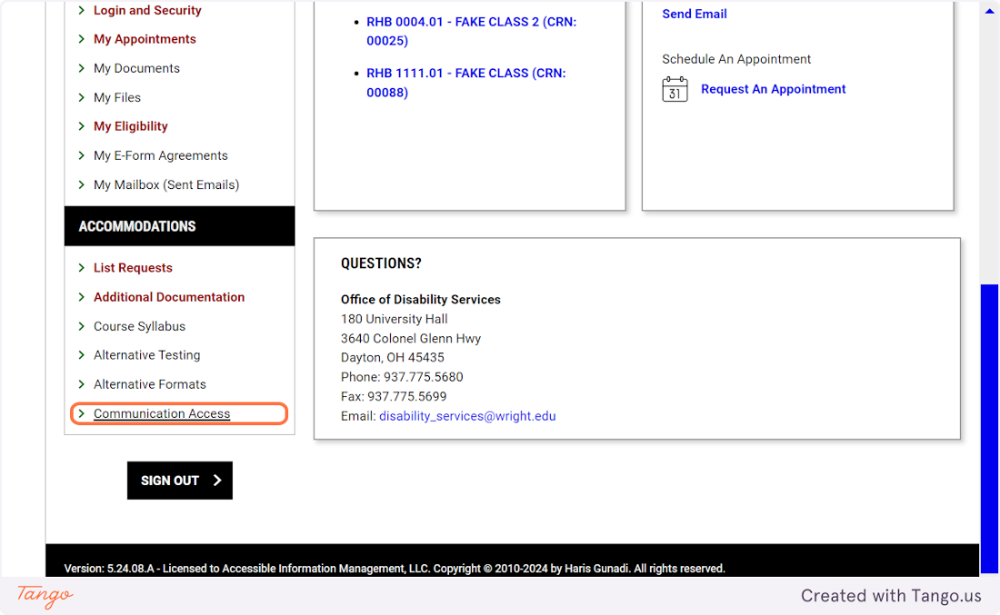 Login and Security
My Appointments
My Documents
My Files
My Eligibility
My E-Form Agreements
My Mailbox (Sent Emails)
ACCOMMODATIONS
List Requests
Additional Documentation
Course Syllabus
Alternative Testing
Alternative Formats
Communication Access
SIGN OUT
RHB 0004.01 - FAKE CLASS 2 (CRN:
00025)
RHB 1111.01 - FAKE CLASS (CRN:
00088)
Send Email
Schedule An Appointment
31
Request An Appointment
QUESTIONS?
Office of Disability Services
180 University Hall
3640 Colonel Glenn Hwy
Dayton, OH 45435
Phone: 937.775.5680
Fax: 937.775.5699
Email: disability_services@wright.edu
Version: 5.24.08.A - Licensed to Accessible Information Management, LLC. Copyright © 2010-2024 by Haris Gunadi. All rights reserved.
Tango
Created with Tango.us